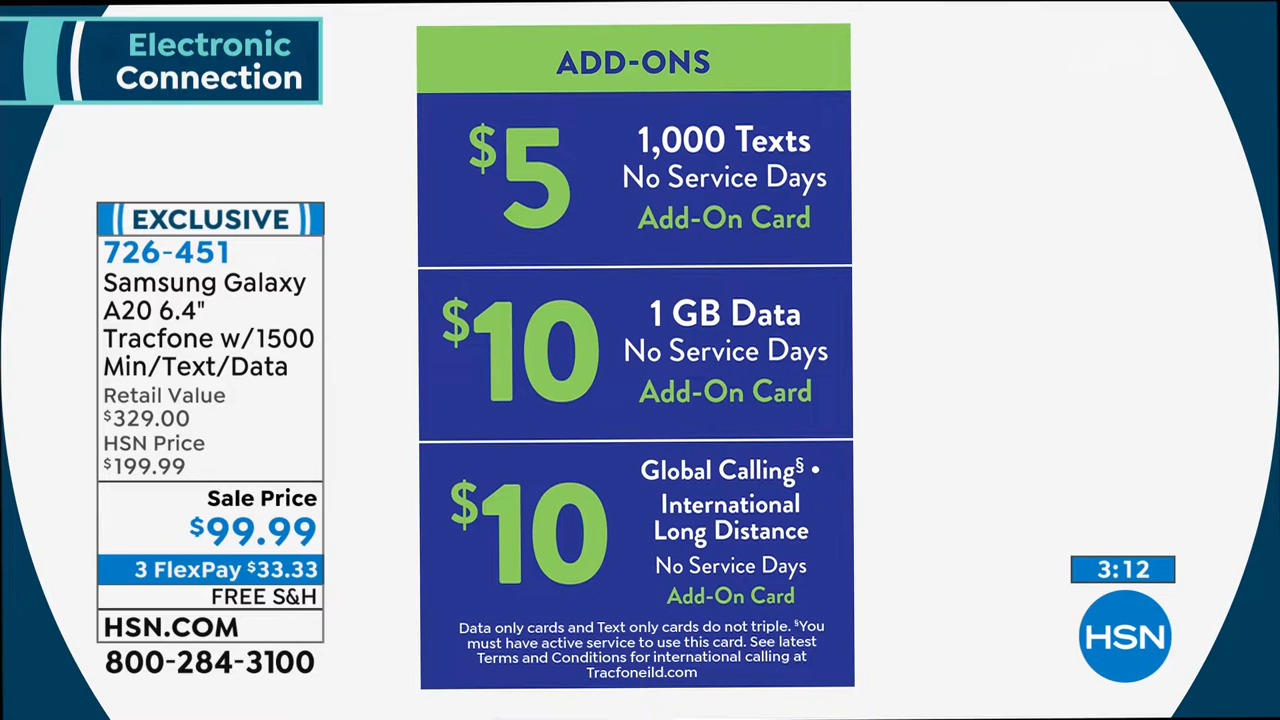 Electronic
Connection
EXCLUSIVE
726-451
Samsung Galaxy
A20 6.4"
Tracfone w/1500
Min/Text/Data
Retail Value
$329.00
HSN Price
$199.99
Sale Price
$99.99
3 FlexPay $33.33
FREE S&H
HSN.COM
800-284-3100
ADD-ONS
$5
1,000 Texts
No Service Days
Add-On Card
$10
1 GB Data
No Service Days
Add-On Card
$10
Global Calling§ •
International
Long Distance
No Service Days
Add-On Card
Data only cards and Text only cards do not triple. §You
must have active service to use this card. See latest
Terms and Conditions for international calling at
Tracfoneild.com
3:12
HSN